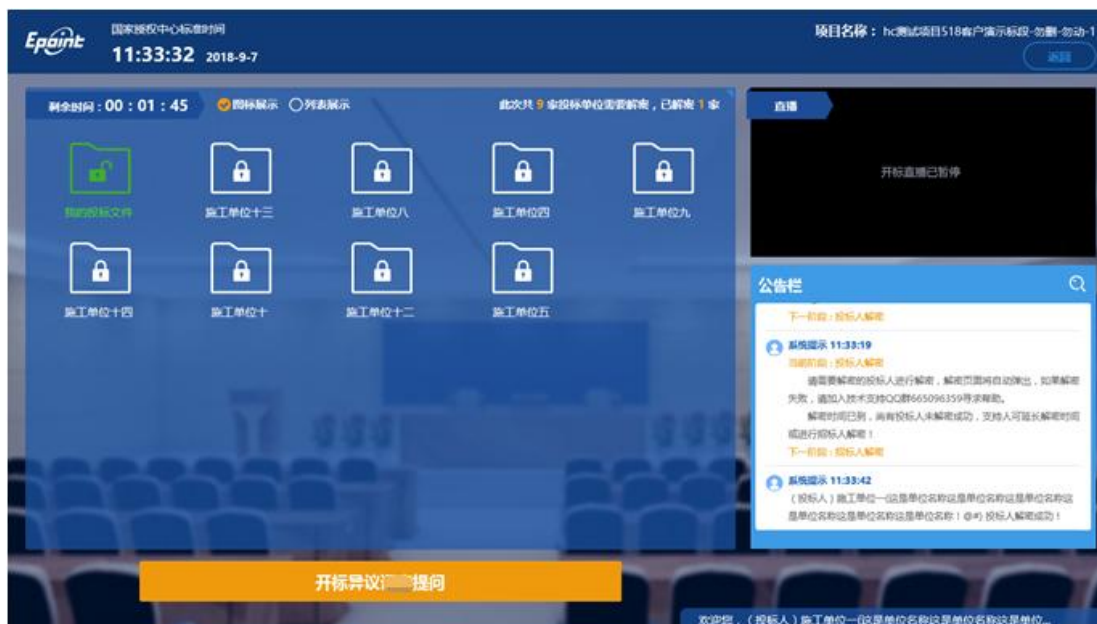 Epoint
国家授权中心标准时间
11:33:32 2018-9-7
项目名称：hc测试项目518客户演示标段-勿删-勿动-1
返回
剩余时间：00：01：45
图标展示 列表展示
此次共 9 家投标单位需要解密，已解密 1 家
我的投标文件
施工单位十三
施工单位八
施工单位四
施工单位九
施工单位十四
施工单位十
施工单位十二
施工单位五
直播
开标直播已暂停
公告栏
下一阶段：投标人解密
系统提示 11:33:19
当前阶段：投标人解密
请需要解密的投标人进行解密，解密页面将自动弹出，如果解密
失败，请加入技术支持QQ群665096359寻求帮助。
解密时间已到，尚有投标人未解密成功，支持人可延长解密时间
或进行招标人解密！
下一阶段：招标人解密
系统提示 11:33:42
（投标人）施工单位一(这是单位名称这是单位名称这是单位名称这
是单位名称这是单位名称这是单位名称！@#) 投标人解密成功！
开标异议 提问
欢迎您，（投标人）施工单位一(这是单位名称这是单位名称这是单位...